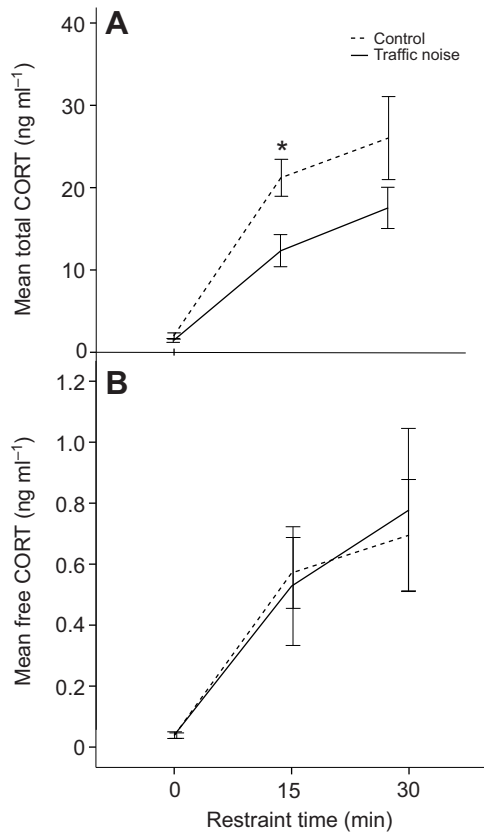 A
Control
Traffic noise
Mean total CORT (ng ml⁻¹)
40
30
20
10
0
*
B
Mean free CORT (ng ml⁻¹)
1.2
1.0
0.8
0.6
0.4
0.2
0
0 15 30
Restraint time (min)